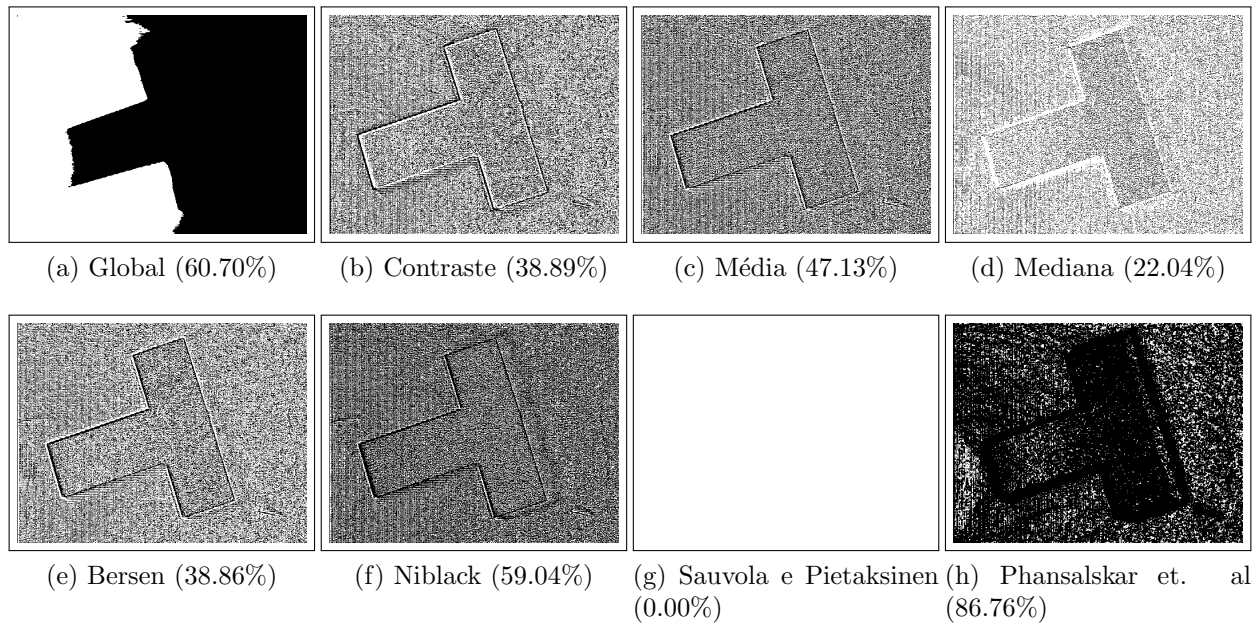 (a) Global (60.70%)
(b) Contraste (38.89%)
(c) Média (47.13%)
(d) Mediana (22.04%)
(e) Bersen (38.86%)
(f) Niblack (59.04%)
(g) Sauvola e Pietaksinen
(0.00%)
(h) Phansalskar et. al
(86.76%)